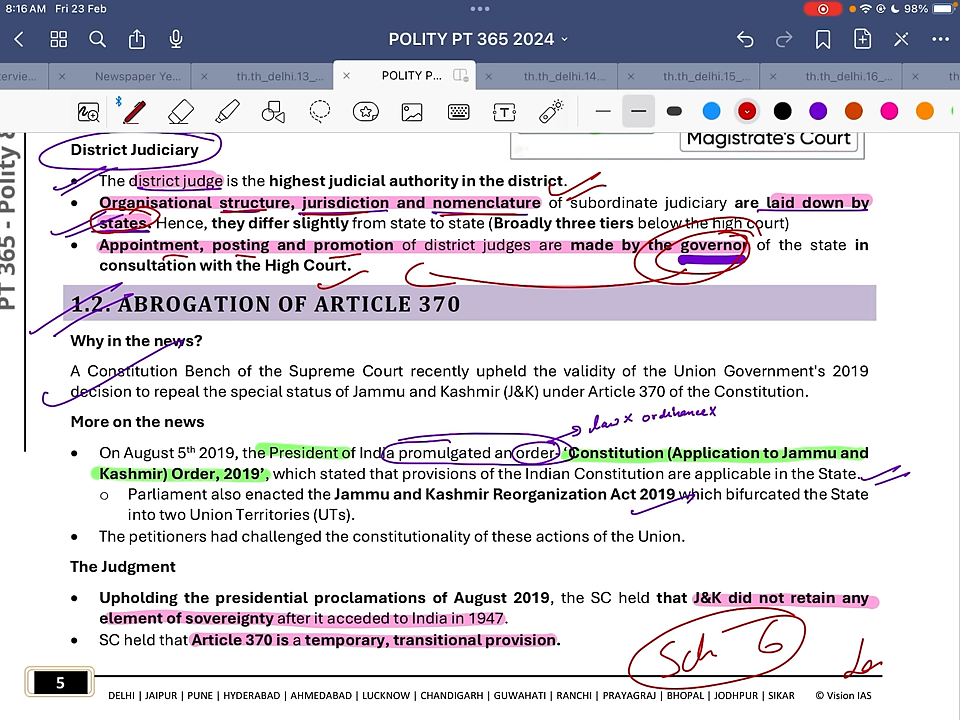 8:16 AM Fri 23 Feb
98%
POLITY PT 365 2024
Newspaper Ye...
th.th_delhi.13_...
POLITY P...
th.th_delhi.14...
th.th_delhi.15_...
th.th_delhi.16_...
PT 365 - Polity
Magistrate's Court
District Judiciary
• The district judge is the highest judicial authority in the district.
• Organisational structure, jurisdiction and nomenclature of subordinate judiciary are laid down by
states. Hence, they differ slightly from state to state (Broadly three tiers below the high court)
• Appointment, posting and promotion of district judges are made by the governor of the state in
consultation with the High Court.
1.2. ABROGATION OF ARTICLE 370
Why in the news?
A Constitution Bench of the Supreme Court recently upheld the validity of the Union Government's 2019
decision to repeal the special status of Jammu and Kashmir (J&K) under Article 370 of the Constitution.
More on the news
law x ordinance x
• On August 5th 2019, the President of India promulgated an order- 'Constitution (Application to Jammu and
Kashmir) Order, 2019', which stated that provisions of the Indian Constitution are applicable in the State.
o Parliament also enacted the Jammu and Kashmir Reorganization Act 2019 which bifurcated the State
into two Union Territories (UTs).
• The petitioners had challenged the constitutionality of these actions of the Union.
The Judgment
• Upholding the presidential proclamations of August 2019, the SC held that J&K did not retain any
element of sovereignty after it acceded to India in 1947.
• SC held that Article 370 is a temporary, transitional provision.
Sch 6
5
DELHI | JAIPUR | PUNE | HYDERABAD | AHMEDABAD | LUCKNOW | CHANDIGARH | GUWAHATI | RANCHI | PRAYAGRAJ | BHOPAL | JODHPUR | SIKAR © Vision IAS